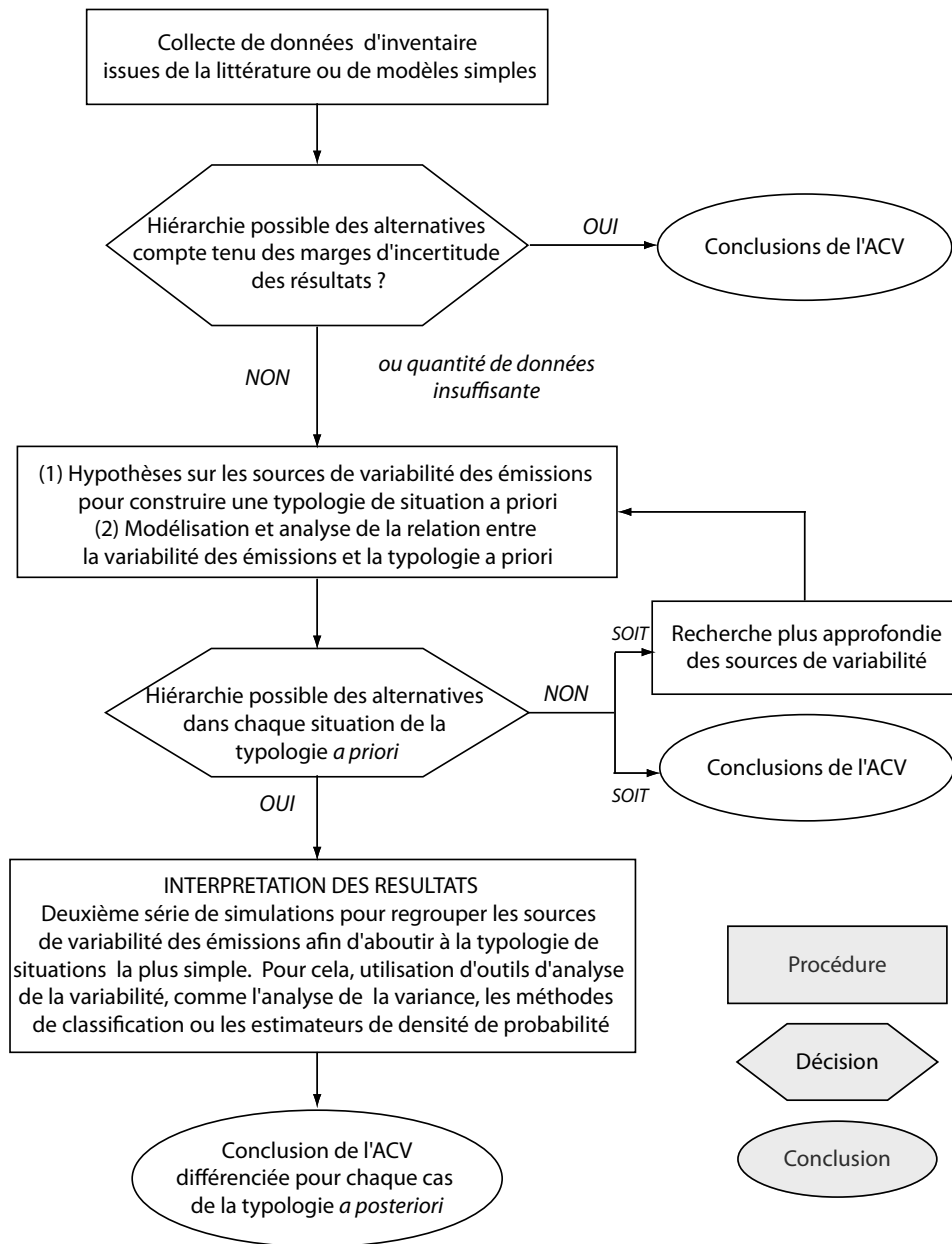 Collecte de données d'inventaire
issues de la littérature ou de modèles simples
Hiérarchie possible des alternatives
compte tenu des marges d'incertitude
des résultats ?
OUI
Conclusions de l'ACV
NON
ou quantité de données
insuffisante
(1) Hypothèses sur les sources de variabilité des émissions
pour construire une typologie de situation a priori
(2) Modélisation et analyse de la relation entre
la variabilité des émissions et la typologie a priori
SOIT
Recherche plus approfondie
des sources de variabilité
Hiérarchie possible des alternatives
dans chaque situation de la
typologie a priori
NON
Conclusions de l'ACV
SOIT
OUI
INTERPRETATION DES RESULTATS
Deuxième série de simulations pour regrouper les sources
de variabilité des émissions afin d'aboutir à la typologie de
situations la plus simple. Pour cela, utilisation d'outils d'analyse
de la variabilité, comme l'analyse de la variance, les méthodes
de classification ou les estimateurs de densité de probabilité
Conclusion de l'ACV
différenciée pour chaque cas
de la typologie a posteriori
Procédure
Décision
Conclusion